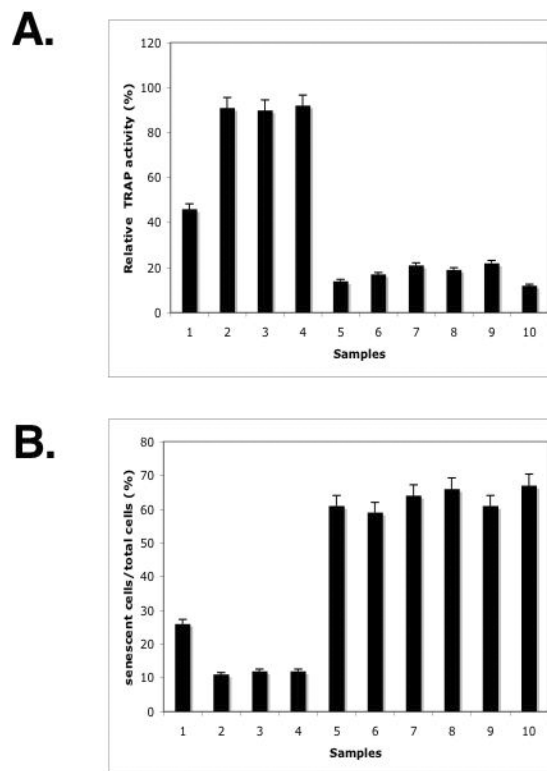 A.
Relative TRAP activity (%)
120
100
80
60
40
20
0
1 2 3 4 5 6 7 8 9 10
Samples
B.
senescent cells/total cells (%)
80
70
60
50
40
30
20
10
0
1 2 3 4 5 6 7 8 9 10
Samples